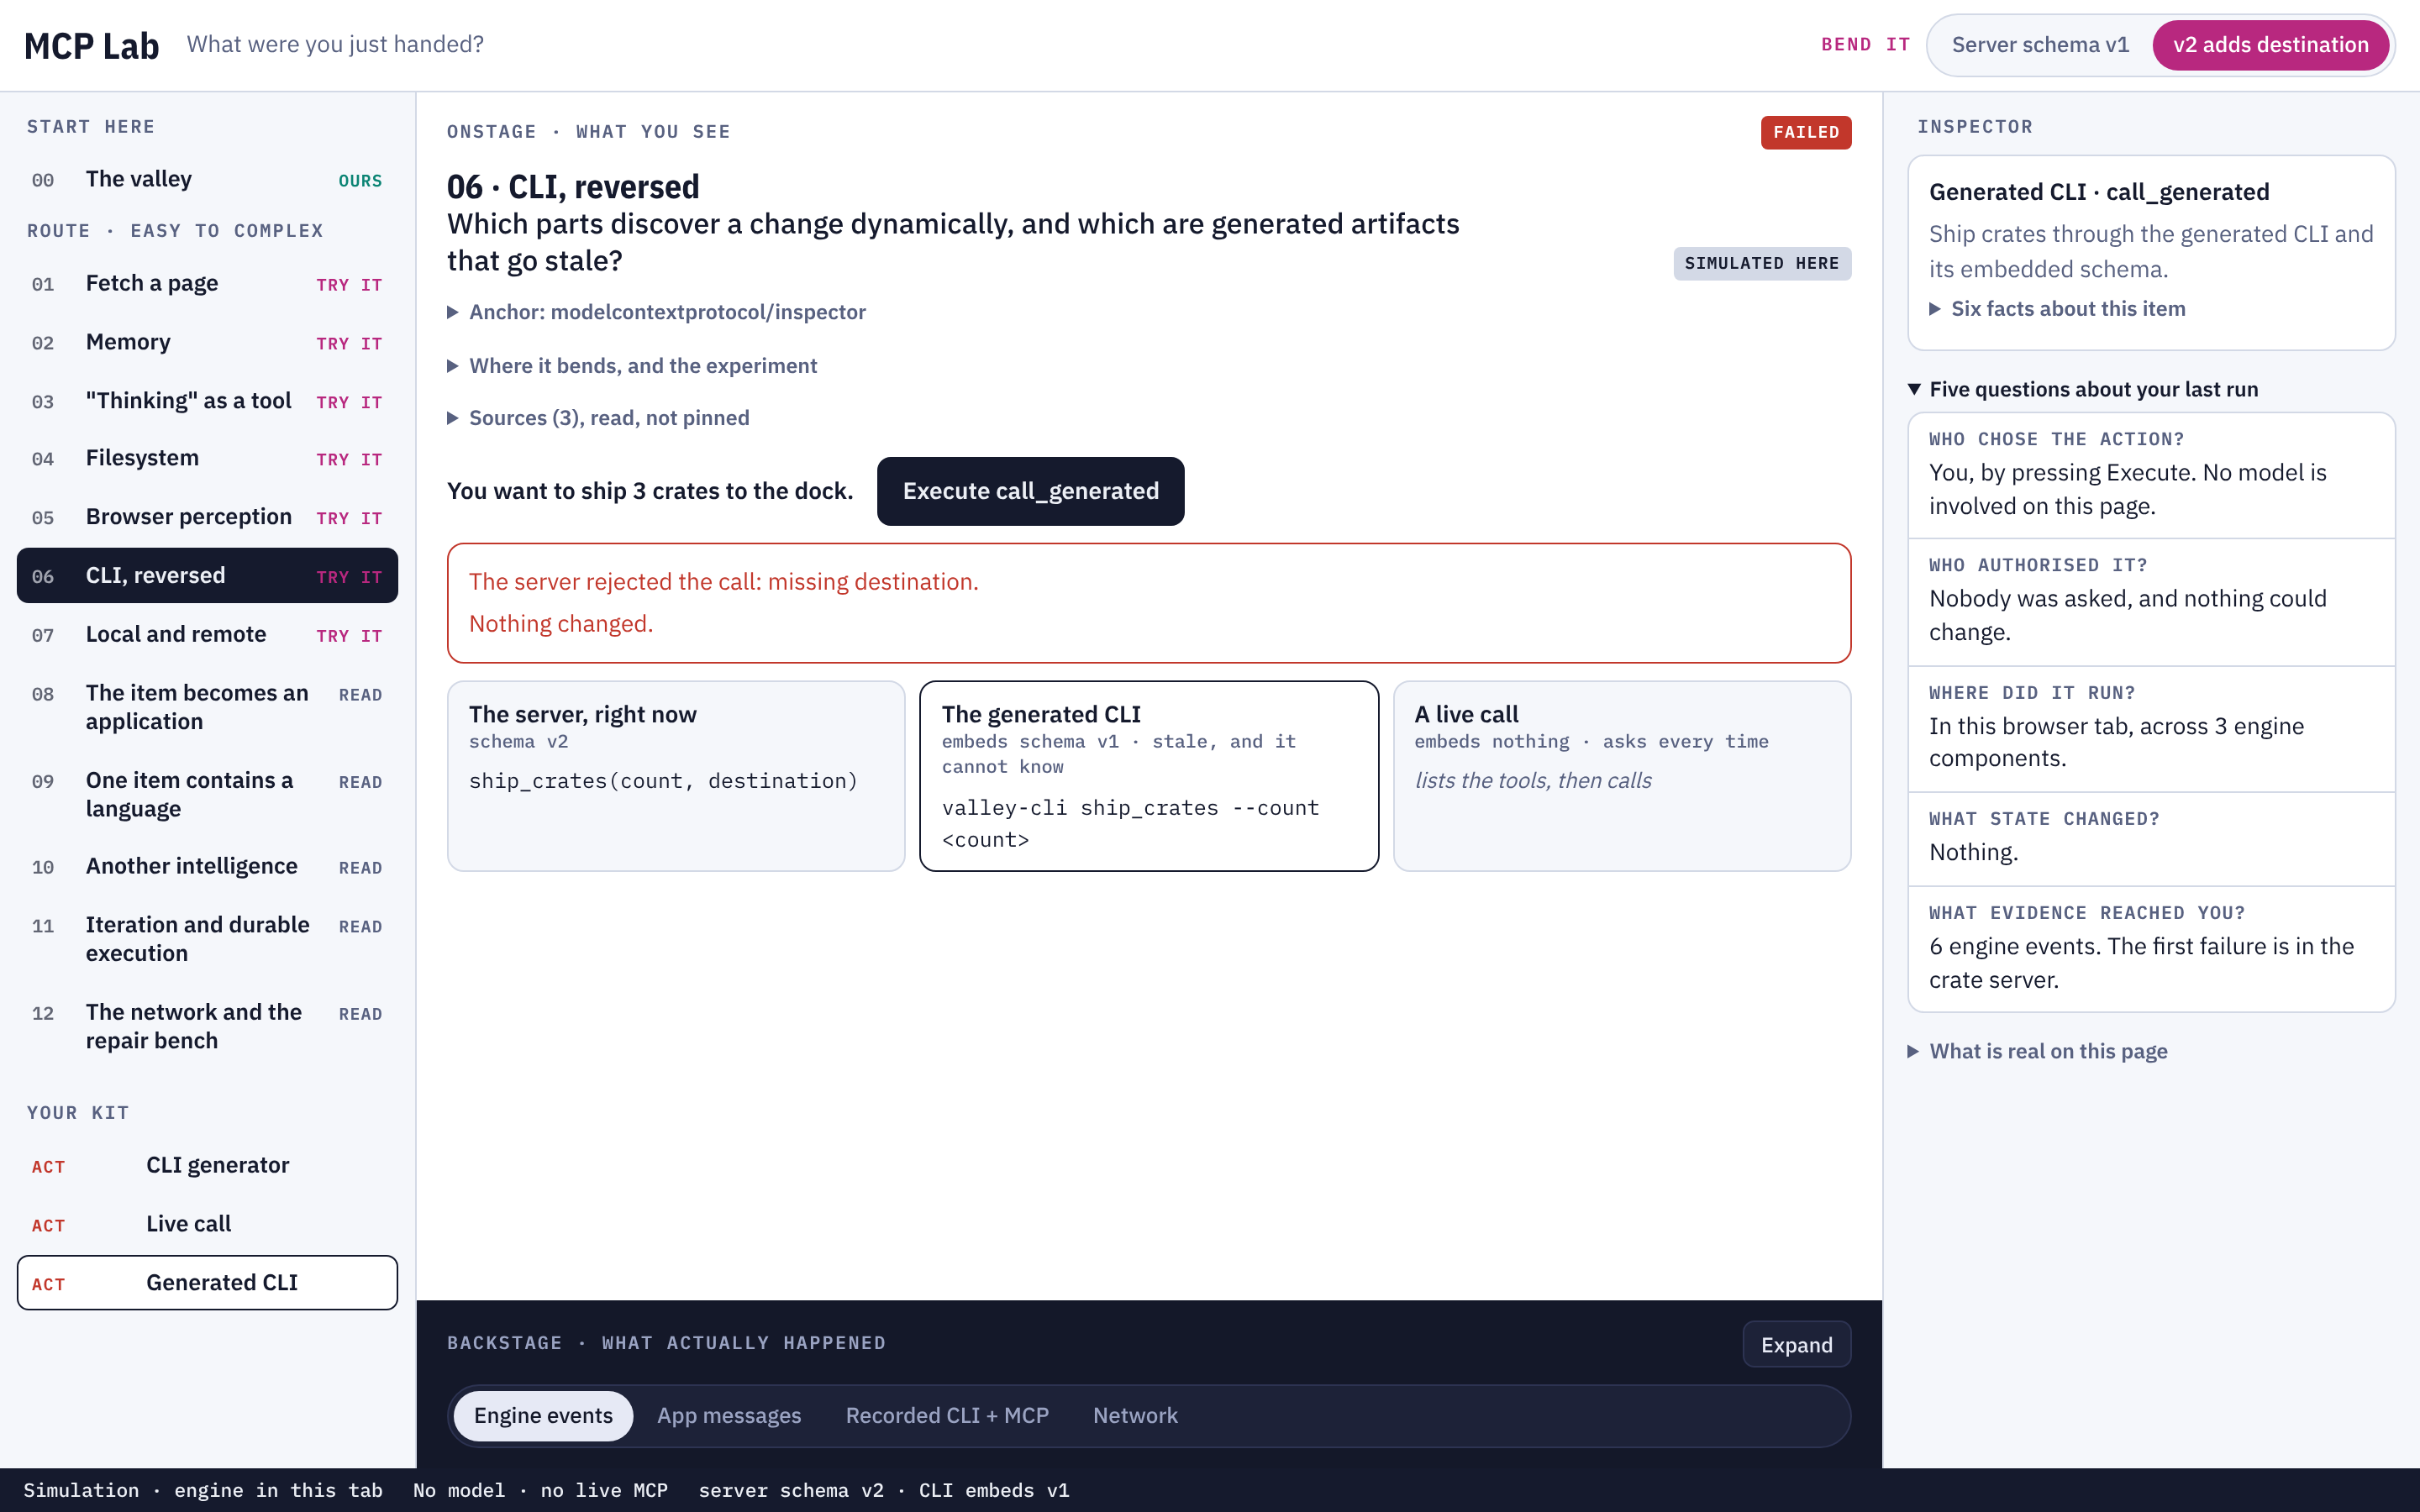 MCP Lab
What were you just handed?
BEND IT
Server schema v1
v2 adds destination
START HERE
00 The valley OURS
ROUTE · EASY TO COMPLEX
01 Fetch a page TRY IT
02 Memory TRY IT
03 "Thinking" as a tool TRY IT
04 Filesystem TRY IT
05 Browser perception TRY IT
06 CLI, reversed TRY IT
07 Local and remote TRY IT
08 The item becomes an READ
application
09 One item contains a READ
language
10 Another intelligence READ
11 Iteration and durable READ
execution
12 The network and the READ
repair bench
YOUR KIT
ACT CLI generator
ACT Live call
ACT Generated CLI
ONSTAGE · WHAT YOU SEE
FAILED
06 · CLI, reversed
Which parts discover a change dynamically, and which are generated artifacts
that go stale?
SIMULATED HERE
▶ Anchor: modelcontextprotocol/inspector
▶ Where it bends, and the experiment
▶ Sources (3), read, not pinned
You want to ship 3 crates to the dock.
Execute call_generated
The server rejected the call: missing destination.
Nothing changed.
The server, right now
schema v2
ship_crates(count, destination)
The generated CLI
embeds schema v1 · stale, and it
cannot know
valley-cli ship_crates --count
<count>
A live call
embeds nothing · asks every time
lists the tools, then calls
BACKSTAGE · WHAT ACTUALLY HAPPENED
Expand
Engine events
App messages
Recorded CLI + MCP
Network
INSPECTOR
Generated CLI · call_generated
Ship crates through the generated CLI and
its embedded schema.
▶ Six facts about this item
▼ Five questions about your last run
WHO CHOSE THE ACTION?
You, by pressing Execute. No model is
involved on this page.
WHO AUTHORISED IT?
Nobody was asked, and nothing could
change.
WHERE DID IT RUN?
In this browser tab, across 3 engine
components.
WHAT STATE CHANGED?
Nothing.
WHAT EVIDENCE REACHED YOU?
6 engine events. The first failure is in the
crate server.
▶ What is real on this page
Simulation · engine in this tab No model · no live MCP server schema v2 · CLI embeds v1